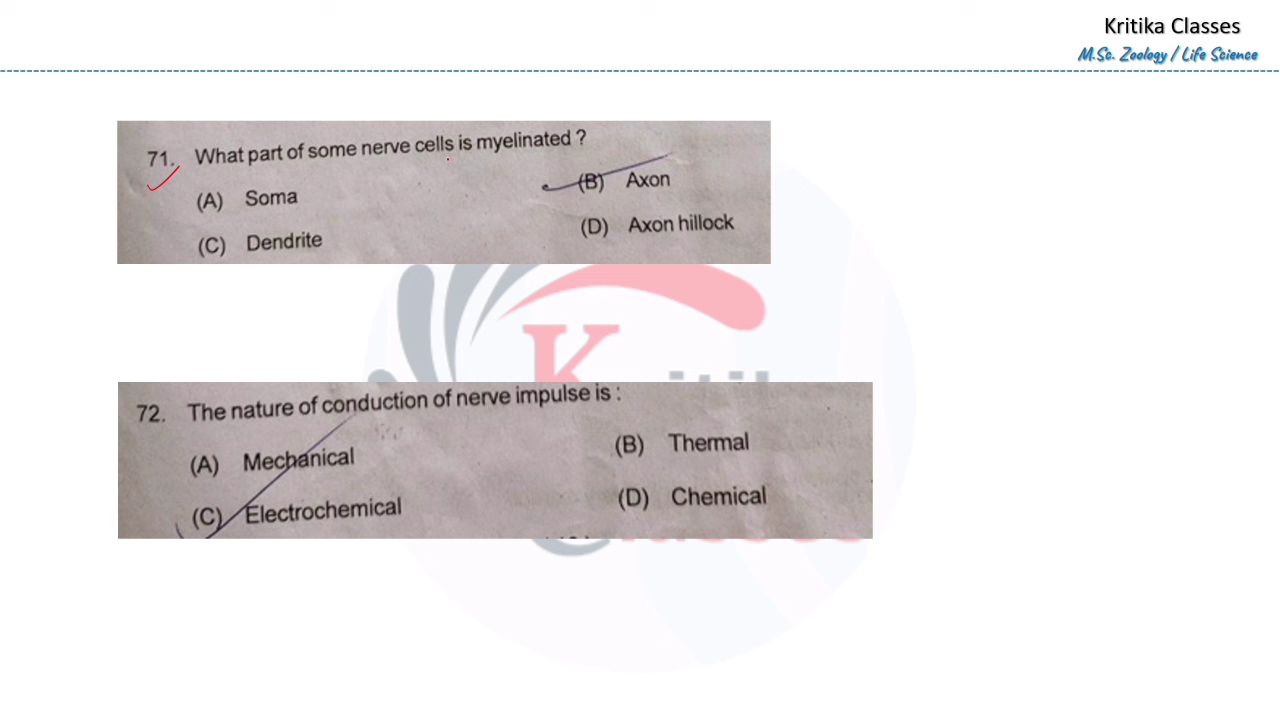 Kritika Classes
M.Sc. Zoology / Life Science
71. What part of some nerve cells is myelinated ?
(A) Soma (B) Axon
(C) Dendrite (D) Axon hillock
72. The nature of conduction of nerve impulse is :
(A) Mechanical (B) Thermal
(C) Electrochemical (D) Chemical